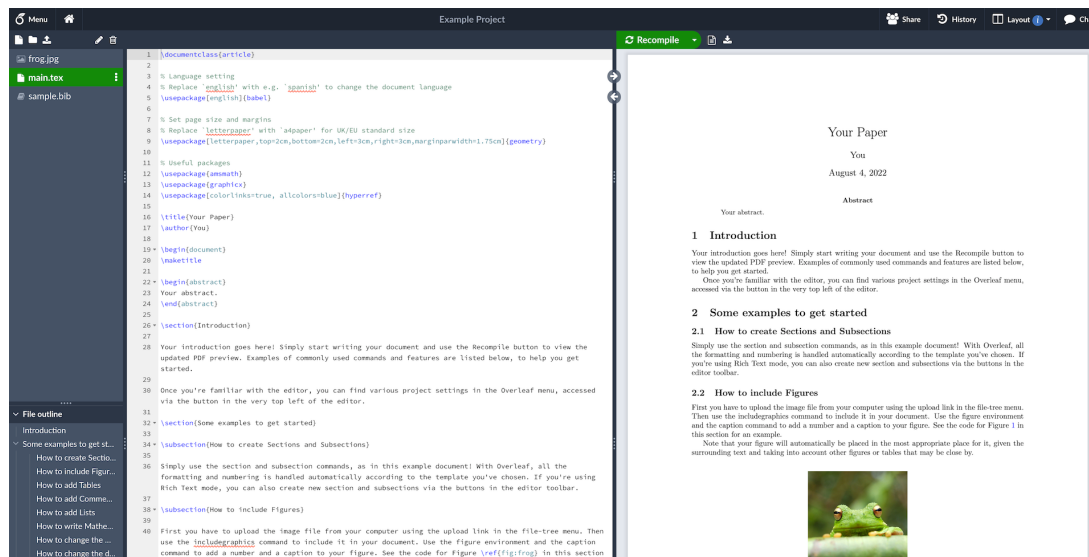 Menu
Example Project
Share
History
Layout
Ch
frog.jpg
main.tex
sample.bib
File outline
Introduction
Some examples to get st...
How to create Sectio...
How to include Figur...
How to add Tables
How to add Comme...
How to add Lists
How to write Mathe...
How to change the ...
How to change the d...
1 \documentclass{article}
2
3 % Language setting
4 % Replace `english' with e.g. `spanish' to change the document language
5 \usepackage[english]{babel}
6
7 % Set page size and margins
8 % Replace `letterpaper' with `a4paper' for UK/EU standard size
9 \usepackage[letterpaper,top=2cm,bottom=2cm,left=3cm,right=3cm,marginparwidth=1.75cm]{geometry}
10
11 % Useful packages
12 \usepackage{amsmath}
13 \usepackage{graphicx}
14 \usepackage[colorlinks=true, allcolors=blue]{hyperref}
15
16 \title{Your Paper}
17 \author{You}
18
19 \begin{document}
20 \maketitle
21
22 \begin{abstract}
23 Your abstract.
24 \end{abstract}
25
26 \section{Introduction}
27
28 Your introduction goes here! Simply start writing your document and use the Recompile button to view the
updated PDF preview. Examples of commonly used commands and features are listed below, to help you get
started.
29
30 Once you're familiar with the editor, you can find various project settings in the Overleaf menu, accessed
via the button in the very top left of the editor.
31
32 \section{Some examples to get started}
33
34 \subsection{How to create Sections and Subsections}
35
36 Simply use the section and subsection commands, as in this example document! With Overleaf, all the
formatting and numbering is handled automatically according to the template you've chosen. If you're using
Rich Text mode, you can also create new section and subsections via the buttons in the editor toolbar.
37
38 \subsection{How to include Figures}
39
40 First you have to upload the image file from your computer using the upload link in the file-tree menu. Then
use the includegraphics command to include it in your document. Use the figure environment and the caption
command to add a number and a caption to your figure. See the code for Figure \ref{fig:frog} in this section
Recompile
Your Paper
You
August 4, 2022
Abstract
Your abstract.
1 Introduction
Your introduction goes here! Simply start writing your document and use the Recompile button to
view the updated PDF preview. Examples of commonly used commands and features are listed below,
to help you get started.
Once you're familiar with the editor, you can find various project settings in the Overleaf menu,
accessed via the button in the very top left of the editor.
2 Some examples to get started
2.1 How to create Sections and Subsections
Simply use the section and subsection commands, as in this example document! With Overleaf, all
the formatting and numbering is handled automatically according to the template you've chosen. If
you're using Rich Text mode, you can also create new section and subsections via the buttons in the
editor toolbar.
2.2 How to include Figures
First you have to upload the image file from your computer using the upload link in the file-tree menu.
Then use the includegraphics command to include it in your document. Use the figure environment
and the caption command to add a number and a caption to your figure. See the code for Figure 1 in
this section for an example.
Note that your figure will automatically be placed in the most appropriate place for it, given the
surrounding text and taking into account other figures or tables that may be close by.